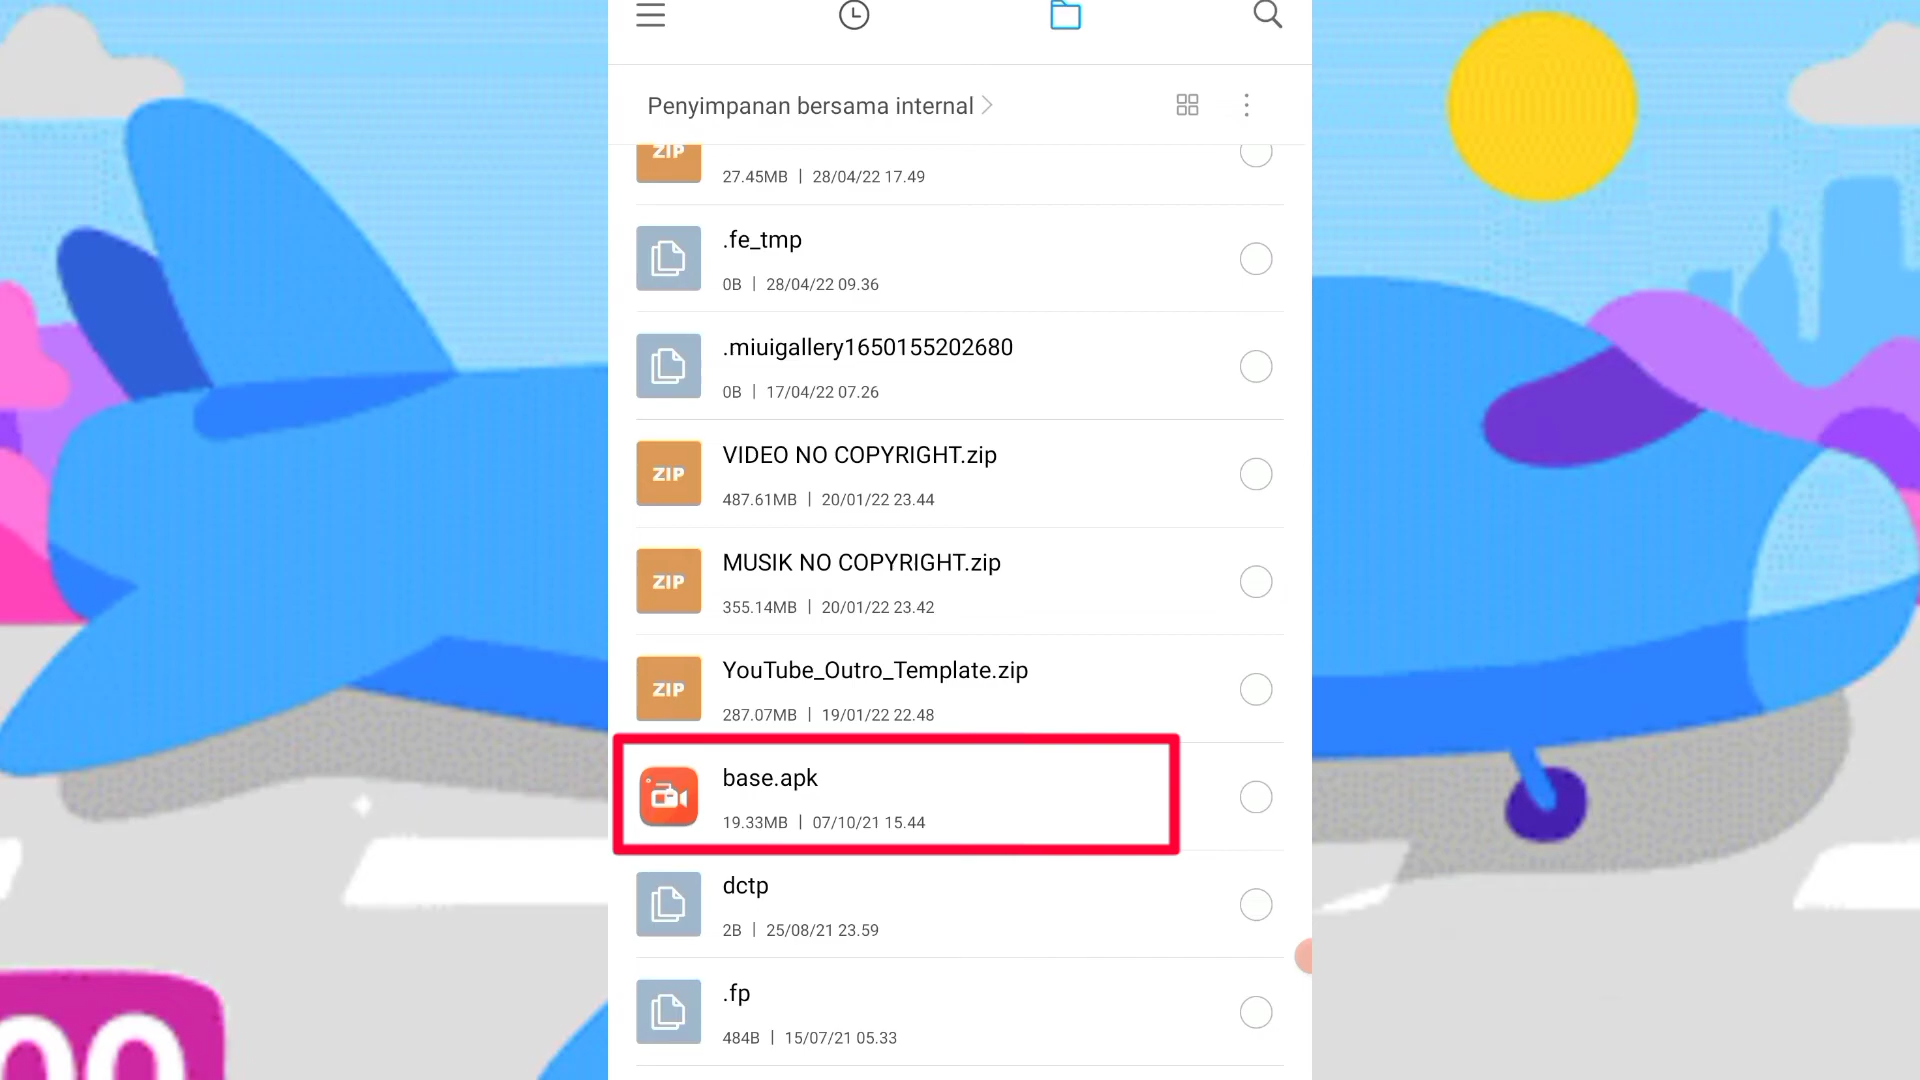 Penyimpanan bersama internal
ZIP
27.45MB | 28/04/22 17.49
.fe_tmp
0B | 28/04/22 09.36
.miuigallery1650155202680
0B | 17/04/22 07.26
ZIP
VIDEO NO COPYRIGHT.zip
487.61MB | 20/01/22 23.44
ZIP
MUSIK NO COPYRIGHT.zip
355.14MB | 20/01/22 23.42
ZIP
YouTube_Outro_Template.zip
287.07MB | 19/01/22 22.48
base.apk
19.33MB | 07/10/21 15.44
dctp
2B | 25/08/21 23.59
.fp
484B | 15/07/21 05.33